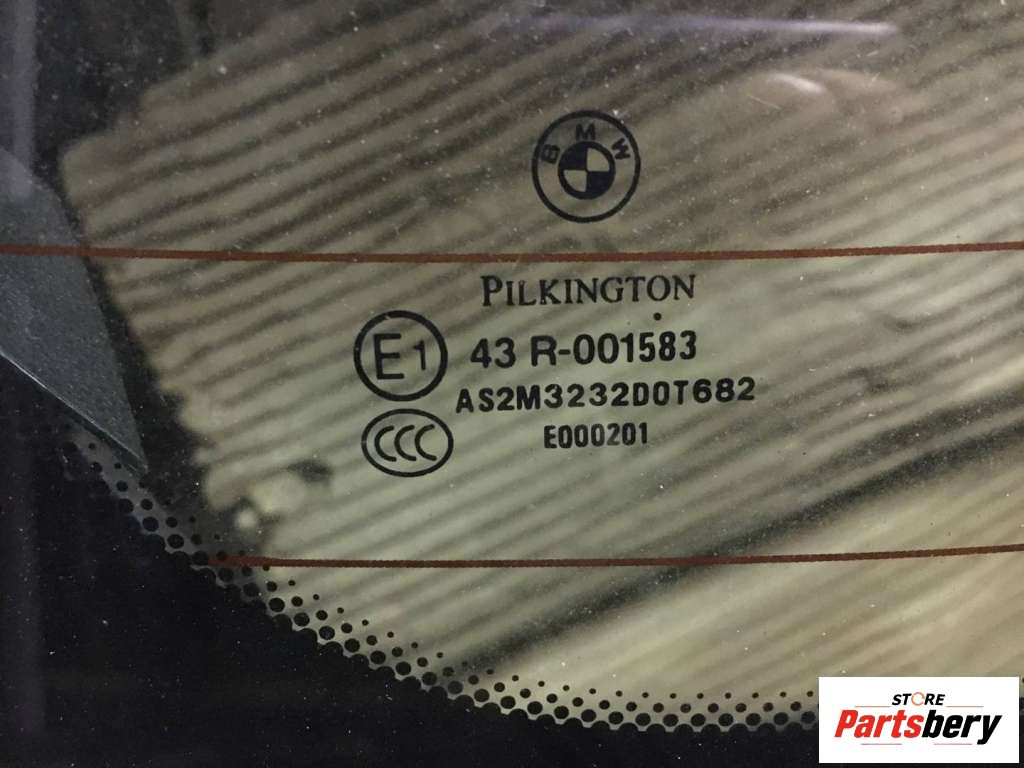 BMW
PILKINGTON
E1 43 R-001583
AS2M3232D0T682
CCC E000201
STORE
Partsbery